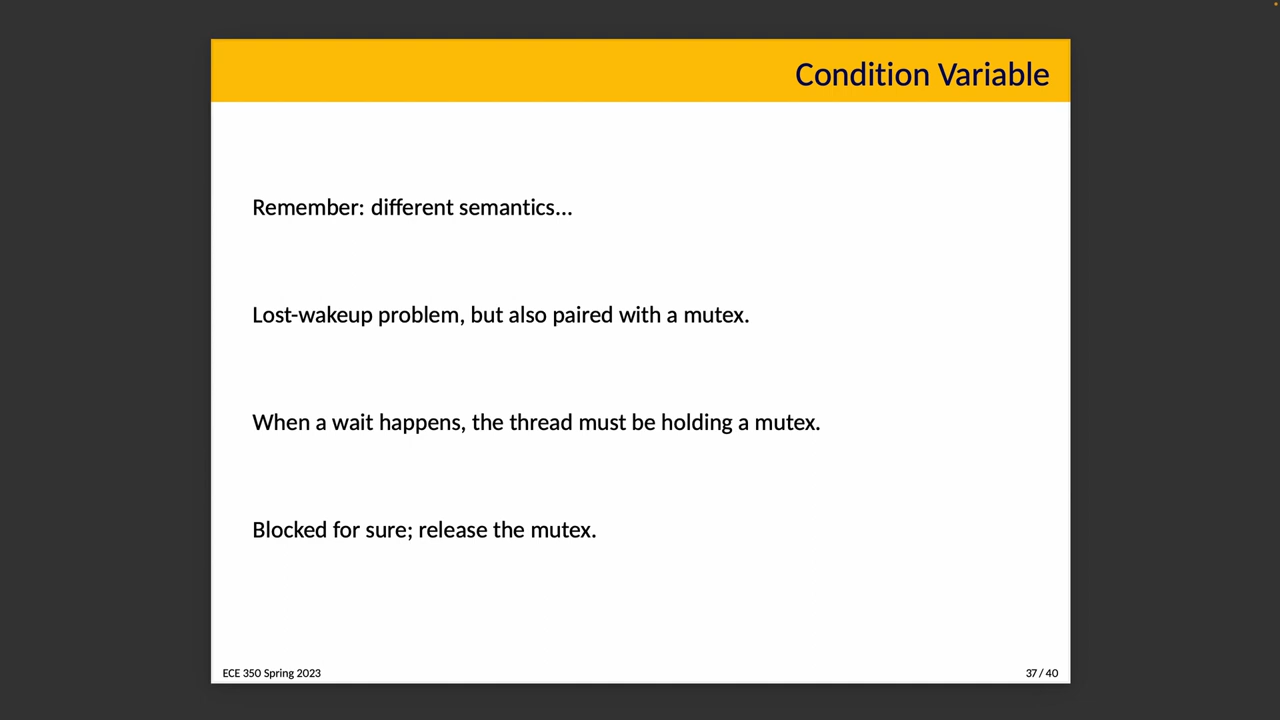 Condition Variable
Remember: different semantics...
Lost-wakeup problem, but also paired with a mutex.
When a wait happens, the thread must be holding a mutex.
Blocked for sure; release the mutex.
ECE 350 Spring 2023
37 / 40